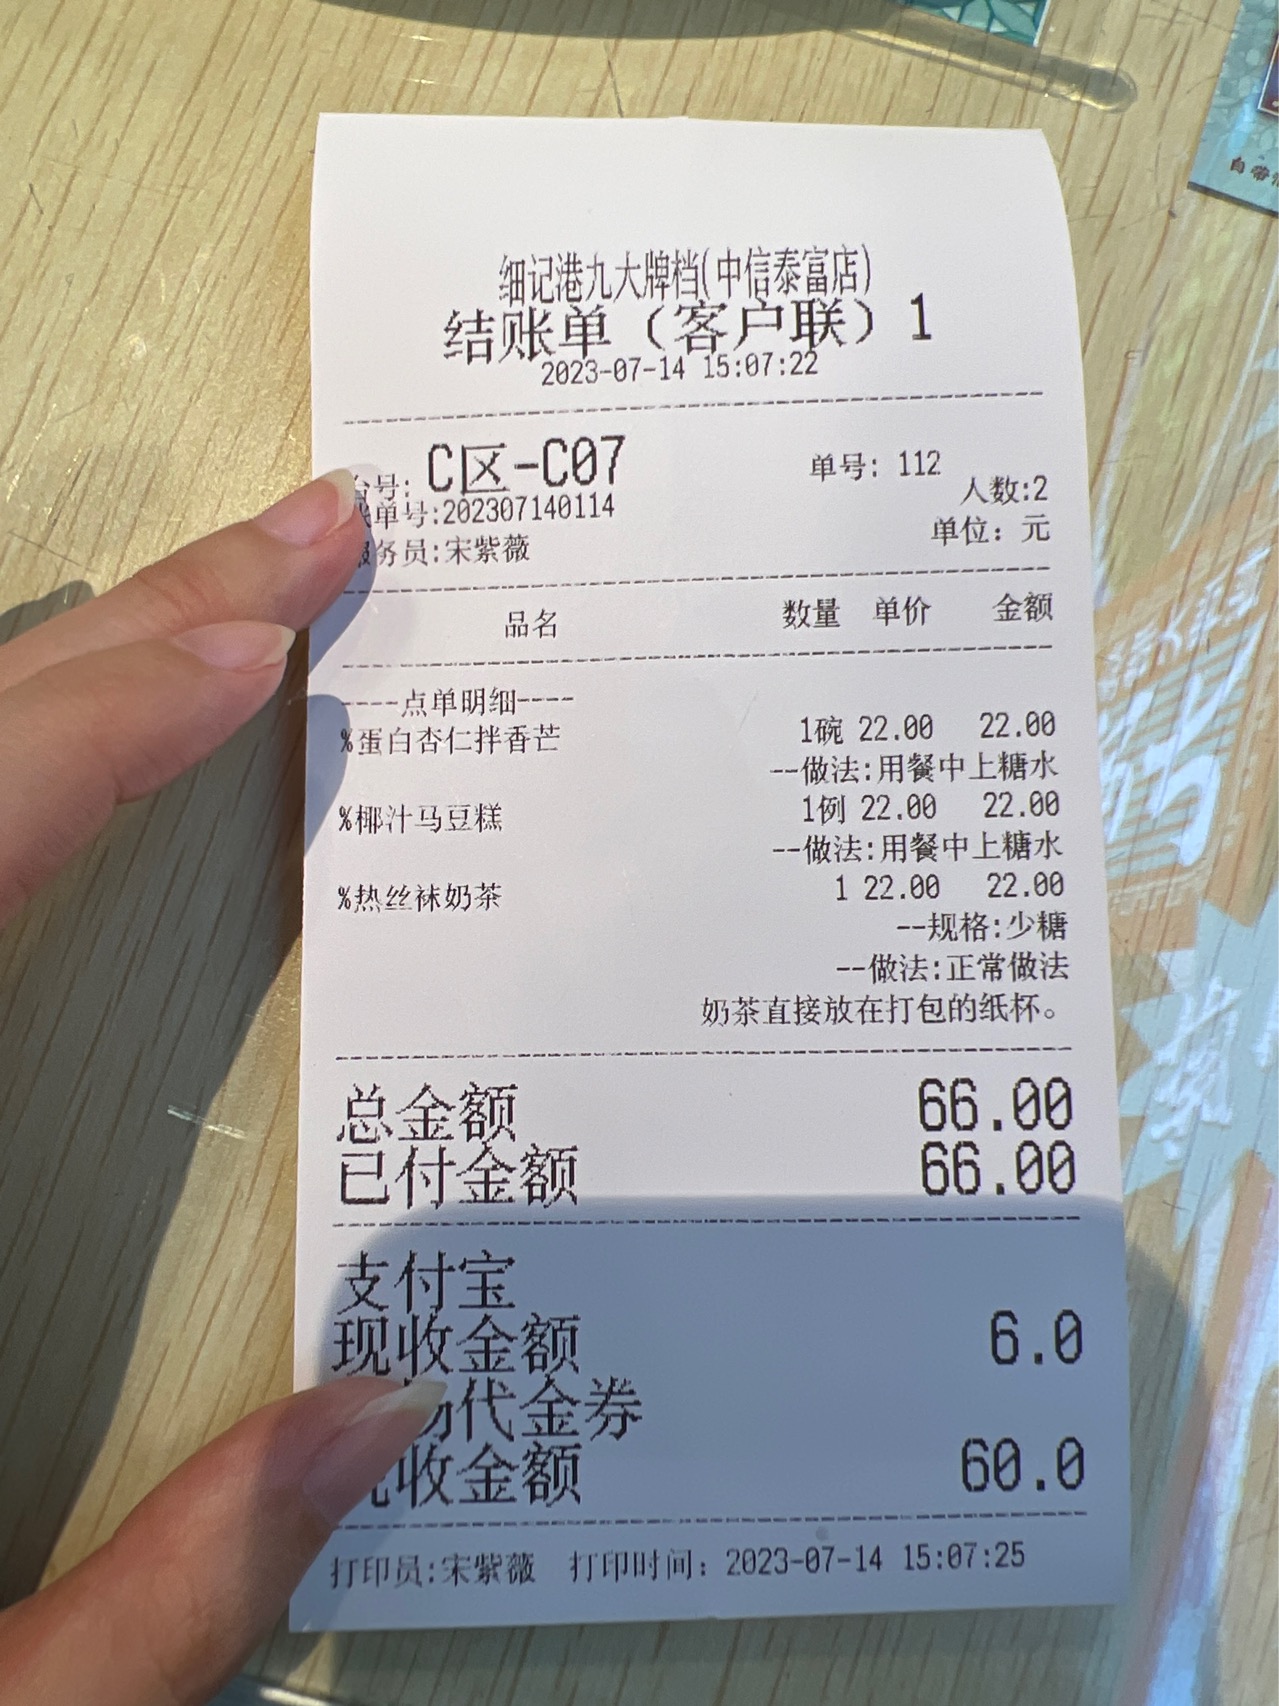 自带
细记港九大牌档(中信泰富店)
结账单（客户联）1
2023-07-14 15:07:22
台号: C区-C07 单号: 112
账单号:202307140114 人数:2
服务员:宋紫薇 单位: 元
品名 数量 单价 金额
----点单明细----
%蛋白杏仁拌香芒 1碗 22.00 22.00
--做法:用餐中上糖水
%椰汁马豆糕 1例 22.00 22.00
--做法:用餐中上糖水
%热丝袜奶茶 1 22.00 22.00
--规格:少糖
--做法:正常做法
奶茶直接放在打包的纸杯。
总金额 66.00
已付金额 66.00
支付宝
现收金额 6.0
代金券
收金额 60.0
打印员:宋紫薇 打印时间: 2023-07-14 15:07:25